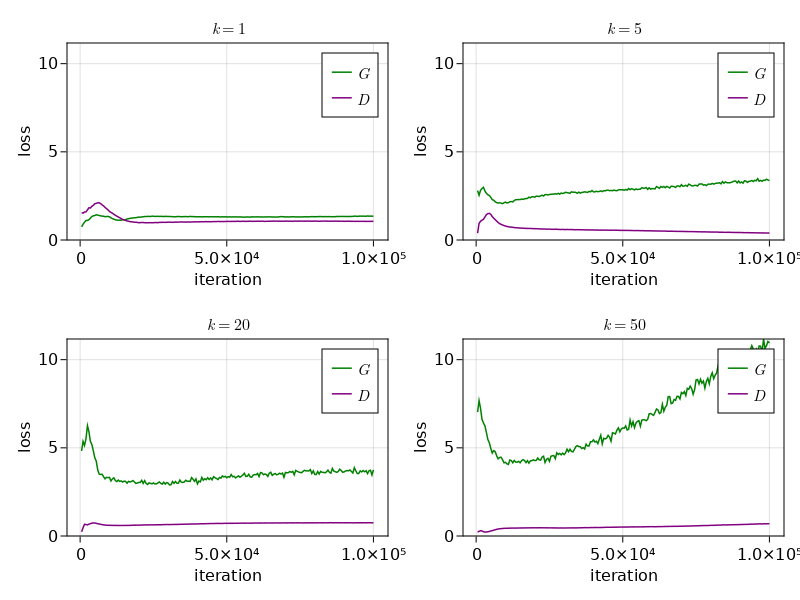 k = 1
10
5
0
loss
G
D
0
5.0×10⁴
1.0×10⁵
iteration
k = 5
10
5
0
loss
G
D
0
5.0×10⁴
1.0×10⁵
iteration
k = 20
10
5
0
loss
G
D
0
5.0×10⁴
1.0×10⁵
iteration
k = 50
10
5
0
loss
G
D
0
5.0×10⁴
1.0×10⁵
iteration